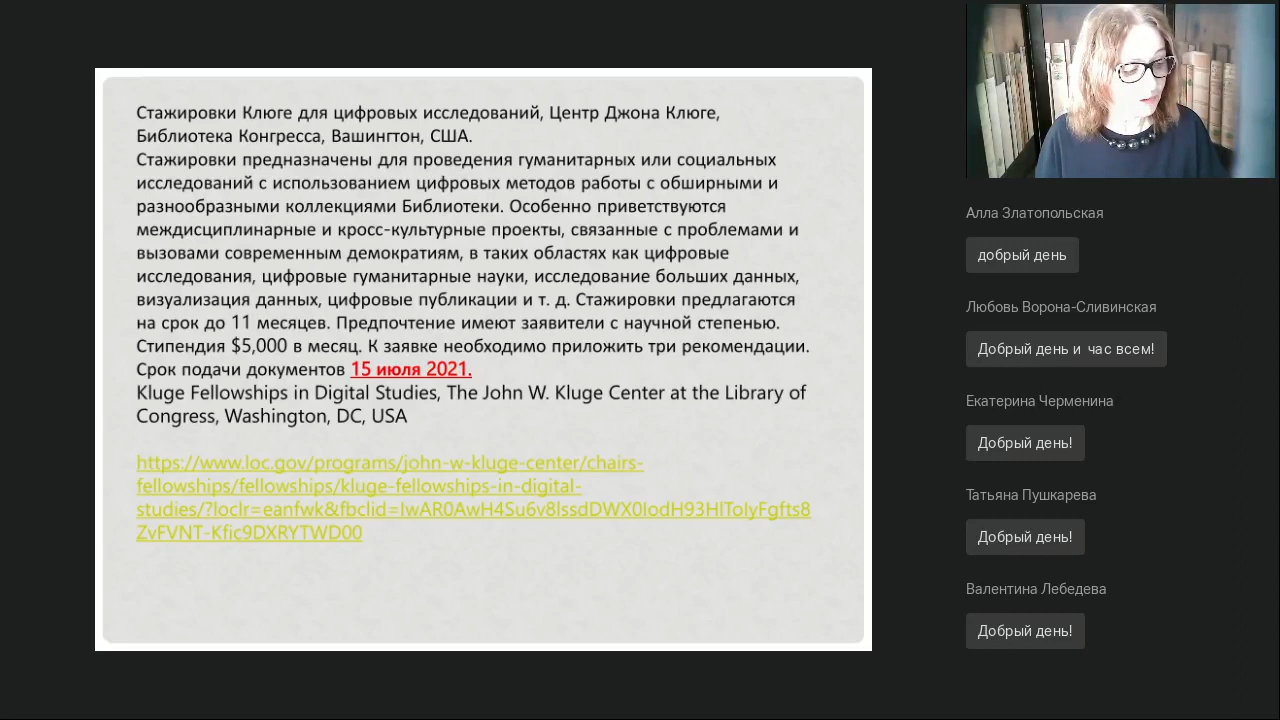 Стажировки Клюге для цифровых исследований, Центр Джона Клюге,
Библиотека Конгресса, Вашингтон, США.
Стажировки предназначены для проведения гуманитарных или социальных
исследований с использованием цифровых методов работы с обширными и
разнообразными коллекциями Библиотеки. Особенно приветствуются
междисциплинарные и кросс-культурные проекты, связанные с проблемами и
вызовами современным демократиям, в таких областях как цифровые
исследования, цифровые гуманитарные науки, исследование больших данных,
визуализация данных, цифровые публикации и т. д. Стажировки предлагаются
на срок до 11 месяцев. Предпочтение имеют заявители с научной степенью.
Стипендия $5,000 в месяц. К заявке необходимо приложить три рекомендации.
Срок подачи документов 15 июля 2021.
Kluge Fellowships in Digital Studies, The John W. Kluge Center at the Library of
Congress, Washington, DC, USA
https://www.loc.gov/programs/john-w-kluge-center/chairs-
fellowships/fellowships/kluge-fellowships-in-digital-
studies/?loclr=eanfwk&fbclid=IwAR0AwH4Su6v8IssdDWX0IodH93HlToIyFgfts8
ZvFVNT-Kfic9DXRYTWD00
Алла Златопольская
добрый день
Любовь Ворона-Сливинская
Добрый день и час всем!
Екатерина Черменина
Добрый день!
Татьяна Пушкарева
Добрый день!
Валентина Лебедева
Добрый день!